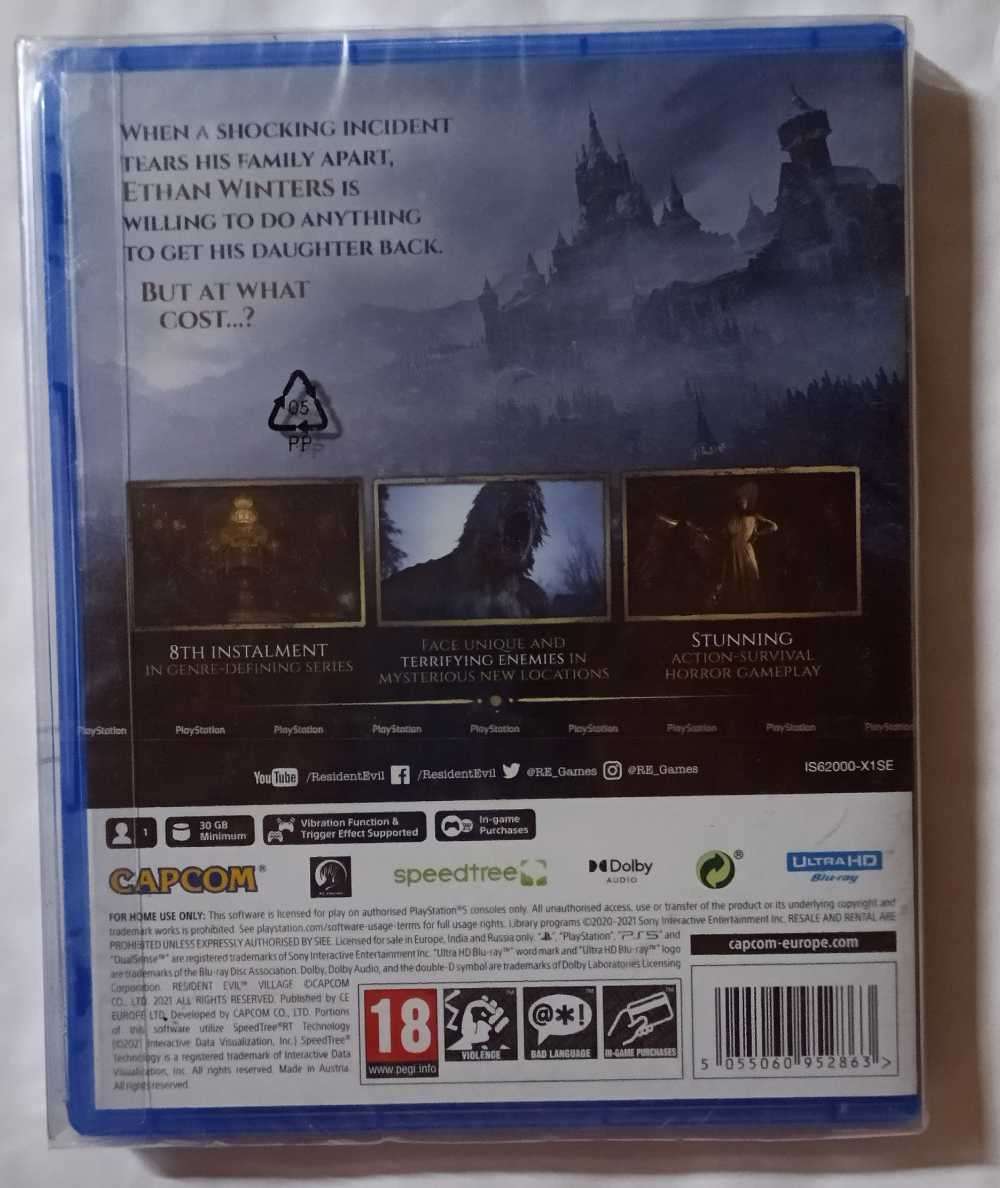 WHEN A SHOCKING INCIDENT
TEARS HIS FAMILY APART,
ETHAN WINTERS IS
WILLING TO DO ANYTHING
TO GET HIS DAUGHTER BACK.
BUT AT WHAT
COST...?
05
PP
8TH INSTALMENT
IN GENRE-DEFINING SERIES
FACE UNIQUE AND
TERRIFYING ENEMIES IN
MYSTERIOUS NEW LOCATIONS
STUNNING
ACTION-SURVIVAL
HORROR GAMEPLAY
PlayStation PlayStation PlayStation PlayStation PlayStation PlayStation PlayStation PlayStation PlayStation
YouTube /ResidentEvil /ResidentEvil @RE_Games @RE_Games
IS62000-X1SE
1
30 GB
Minimum
Vibration Function &
Trigger Effect Supported
In-game
Purchases
CAPCOM®
speedtree
Dolby
AUDIO
®
ULTRA HD
Blu-ray™
FOR HOME USE ONLY: This software is licensed for play on authorised PlayStation®5 consoles only. All unauthorised access, use or transfer of the product or its underlying copyright and
trademark works is prohibited. See playstation.com/software-usage-terms for full usage rights. Library programs ©2020-2021 Sony Interactive Entertainment Inc. RESALE AND RENTAL ARE
PROHIBITED UNLESS EXPRESSLY AUTHORISED BY SIEE. Licensed for sale in Europe, India and Russia only. "PlayStation", "PS5" and
"DualSense™" are registered trademarks of Sony Interactive Entertainment Inc. "Ultra HD Blu-ray™" word mark and "Ultra HD Blu-ray™" logo
are trademarks of the Blu-ray Disc Association. Dolby, Dolby Audio, and the double-D symbol are trademarks of Dolby Laboratories Licensing
Corporation. RESIDENT EVIL™ VILLAGE ©CAPCOM
CO., LTD. 2021 ALL RIGHTS RESERVED. Published by CE
EUROPE LTD. Developed by CAPCOM CO., LTD. Portions
of this software utilize SpeedTree®RT Technology
(©2021 Interactive Data Visualization, Inc.) SpeedTree®
Technology is a registered trademark of Interactive Data
Visualization, Inc. All rights reserved. Made in Austria.
All rights reserved.
capcom-europe.com
18
www.pegi.info
VIOLENCE
@*!
BAD LANGUAGE
IN-GAME PURCHASES
5 055060 952863 >